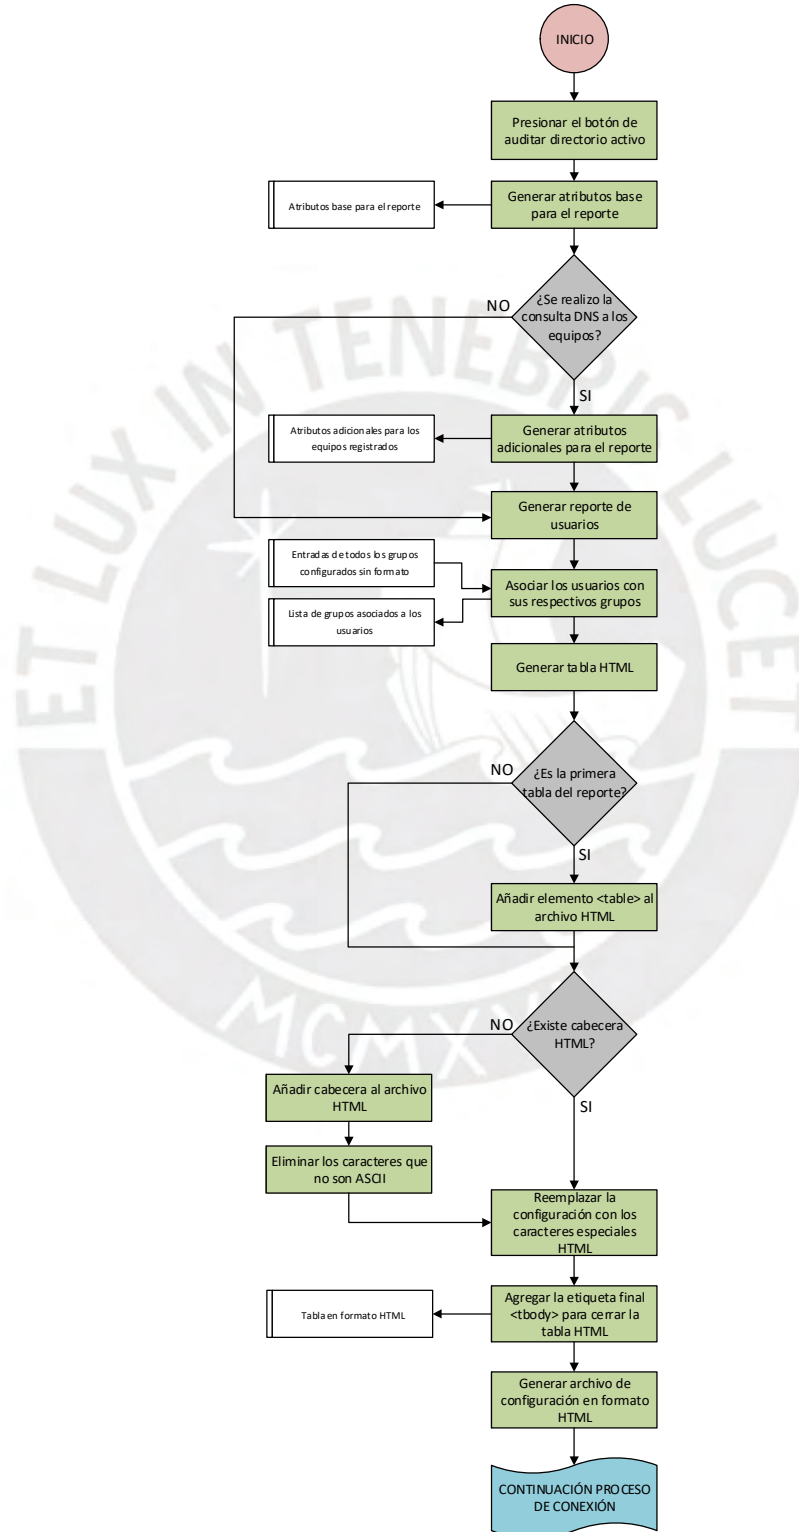 INICIO
Presionar el botón de
auditar directorio activo
Generar atributos base
para el reporte
Atributos base para el reporte
¿Se realizo la
consulta DNS a los
equipos?
NO
SI
Generar atributos
adicionales para el reporte
Atributos adicionales para los
equipos registrados
Generar reporte de
usuarios
Entradas de todos los grupos
configurados sin formato
Asociar los usuarios con
sus respectivos grupos
Lista de grupos asociados a los
usuarios
Generar tabla HTML
¿Es la primera
tabla del reporte?
NO
SI
Añadir elemento <table> al
archivo HTML
¿Existe cabecera
HTML?
NO
SI
Añadir cabecera al archivo
HTML
Eliminar los caracteres que
no son ASCII
Reemplazar la
configuración con los
caracteres especiales
HTML
Agregar la etiqueta final
<tbody> para cerrar la
tabla HTML
Tabla en formato HTML
Generar archivo de
configuración en formato
HTML
CONTINUACIÓN PROCESO
DE CONEXIÓN
ET LUX IN TENEBRIS LUCET